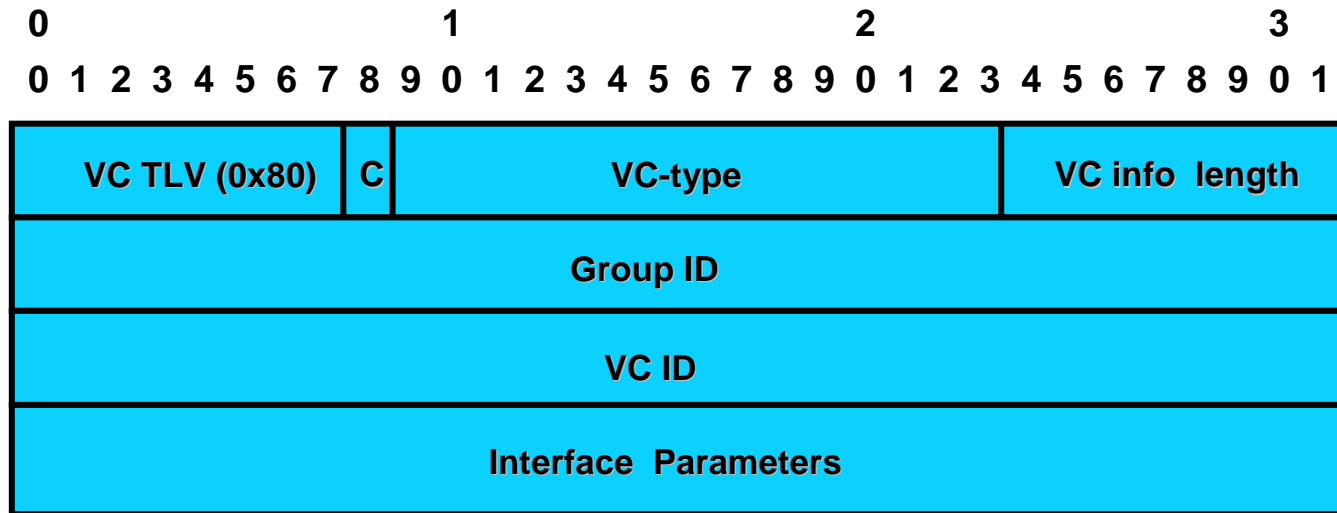 0 1 2 3
0 1 2 3 4 5 6 7 8 9 0 1 2 3 4 5 6 7 8 9 0 1 2 3 4 5 6 7 8 9 0 1
VC TLV (0x80) C VC-type VC info length
Group ID
VC ID
Interface Parameters